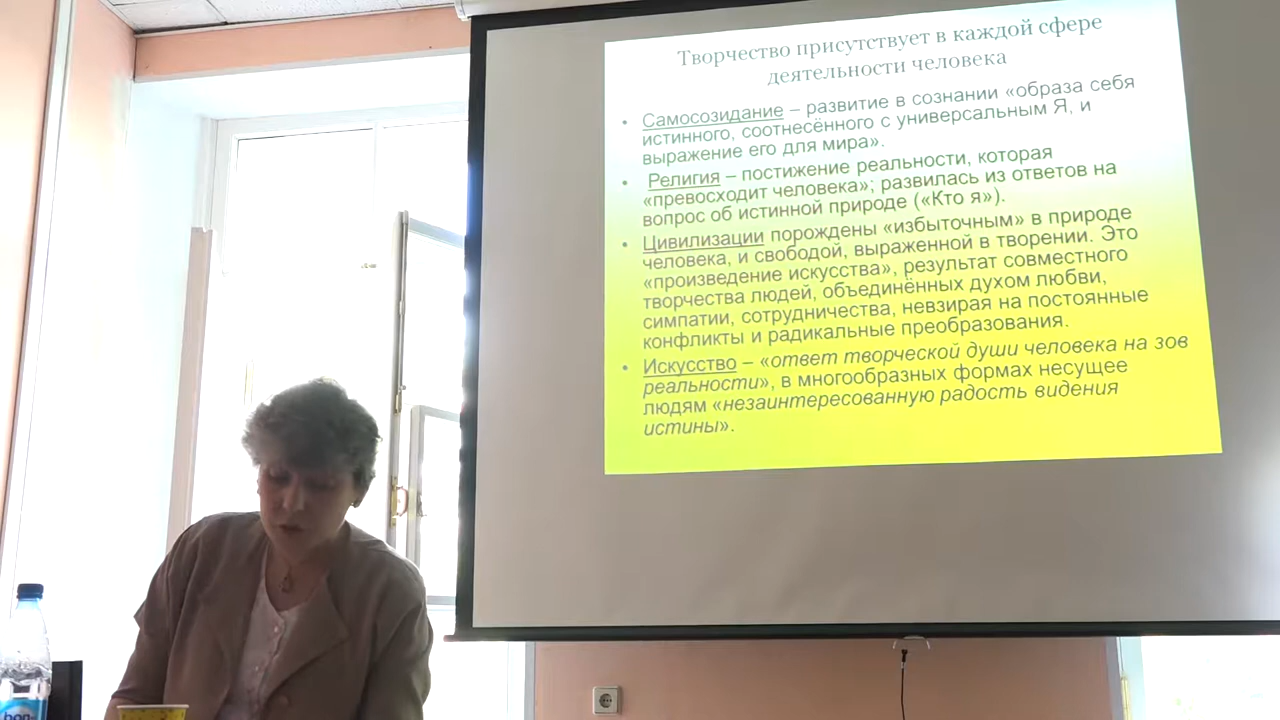 Творчество присутствует в каждой сфере
деятельности человека
• Самосозидание – развитие в сознании «образа себя
истинного, соотнесённого с универсальным Я, и
выражение его для мира».
• Религия – постижение реальности, которая
«превосходит человека»; развилась из ответов на
вопрос об истинной природе («Кто я»).
• Цивилизации порождены «избыточным» в природе
человека, и свободой, выраженной в творении. Это
«произведение искусства», результат совместного
творчества людей, объединённых духом любви,
симпатии, сотрудничества, невзирая на постоянные
конфликты и радикальные преобразования.
• Искусство – «ответ творческой души человека на зов
реальности», в многообразных формах несущее
людям «незаинтересованную радость видения
истины».